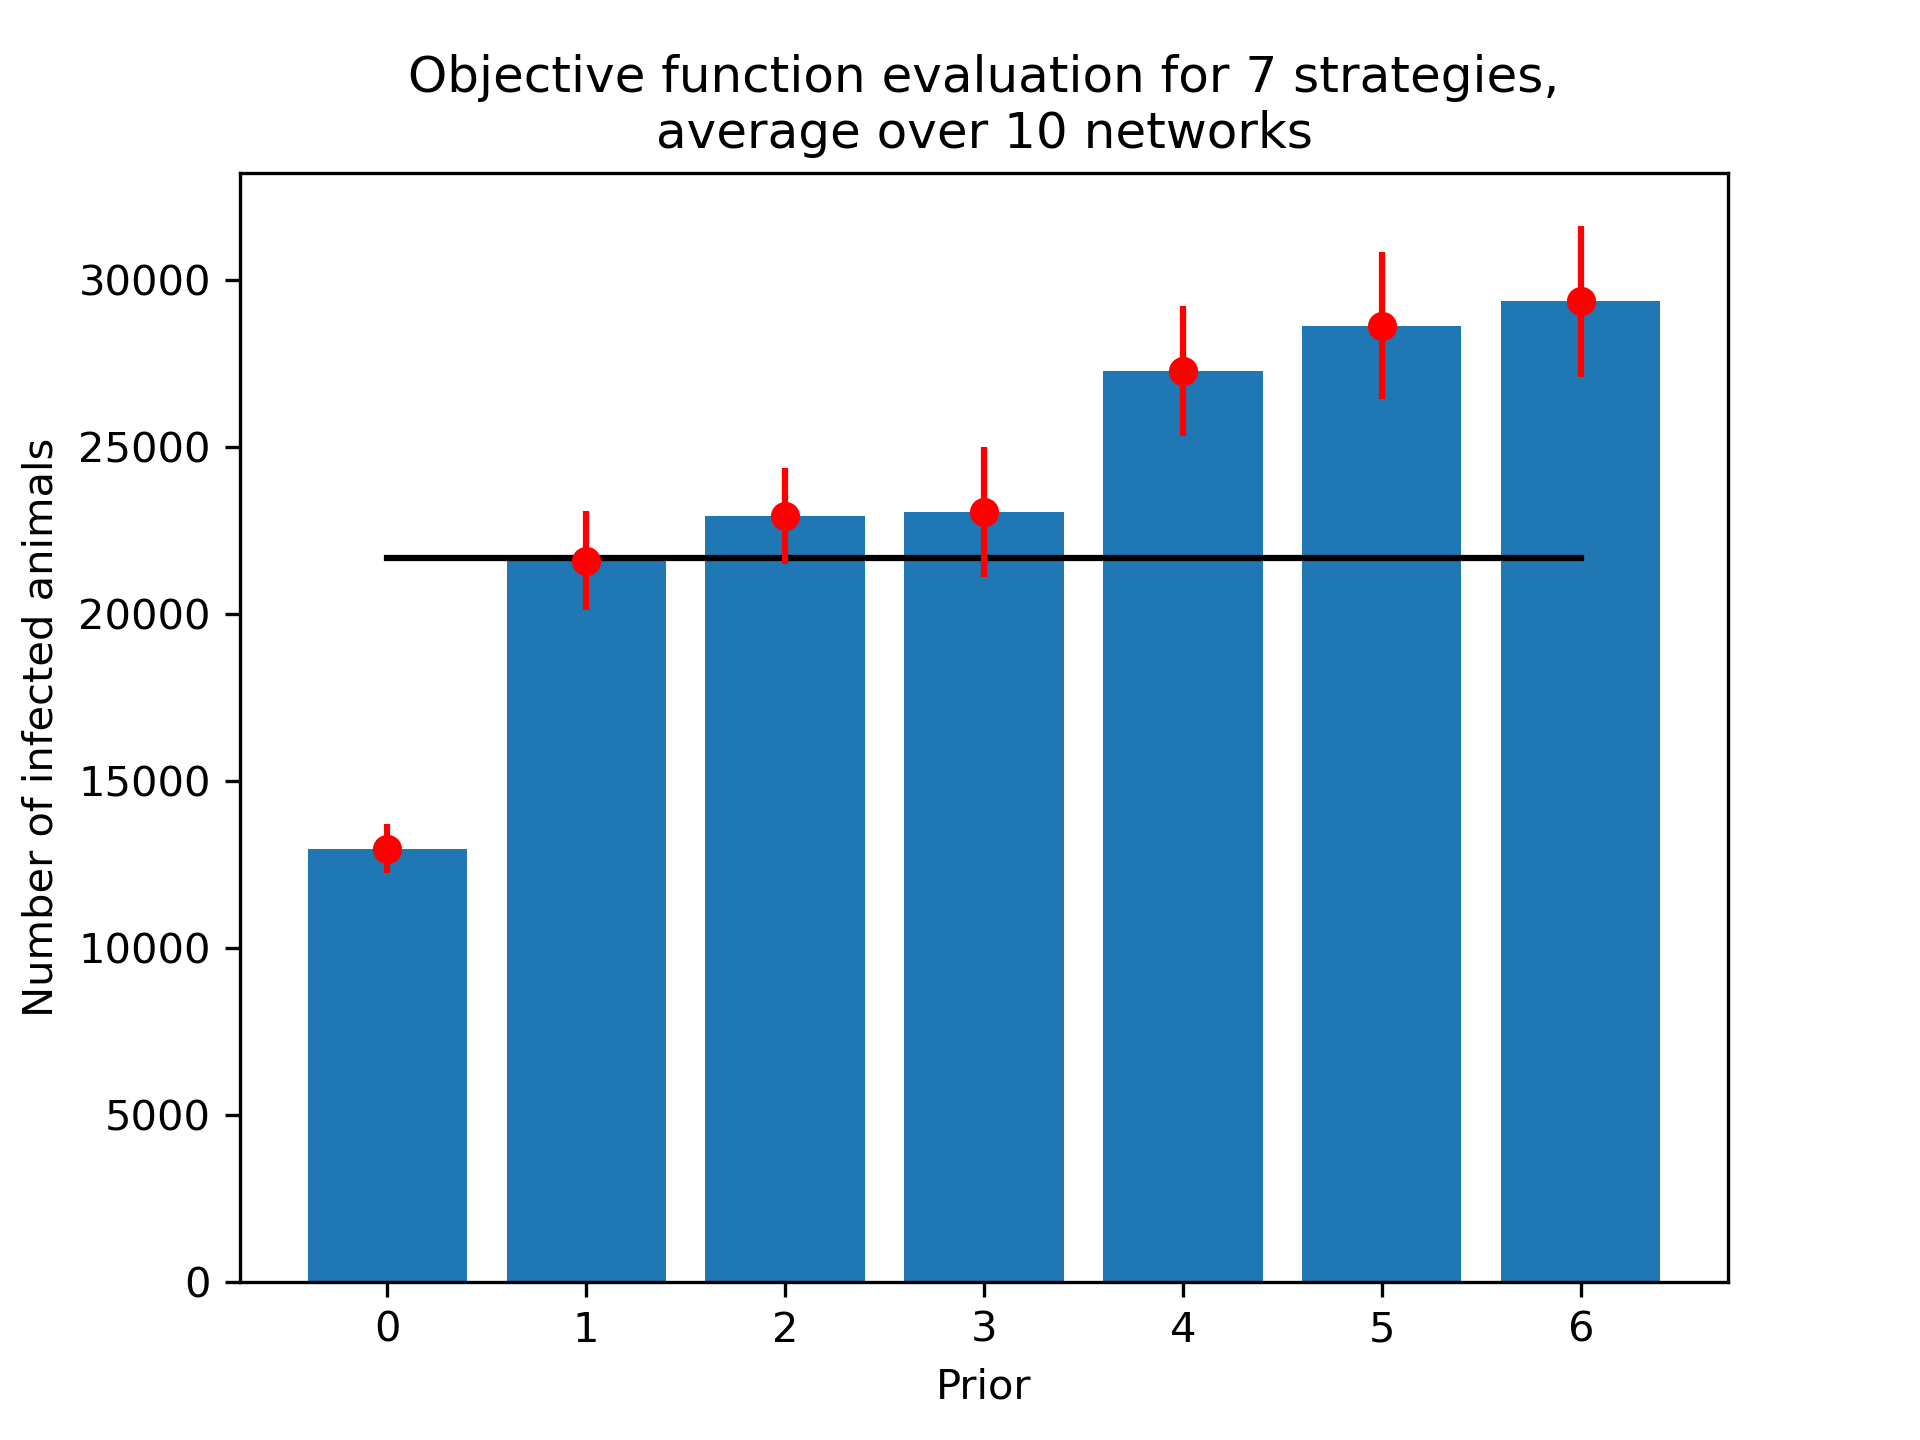 Objective function evaluation for 7 strategies,
average over 10 networks
Number of infected animals
30000
25000
20000
15000
10000
5000
0
0 1 2 3 4 5 6
Prior